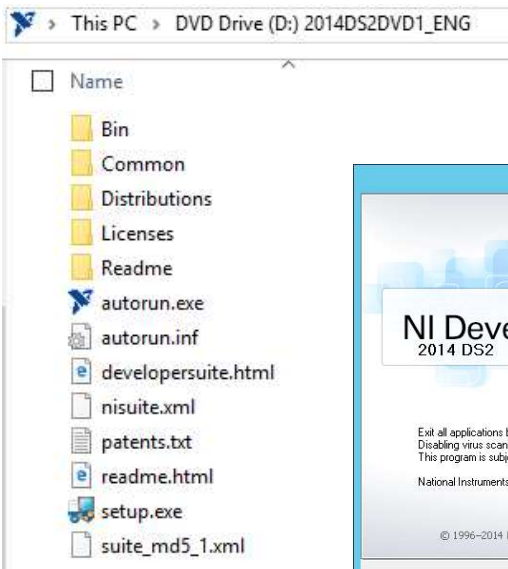 This PC > DVD Drive (D:) 2014DS2DVD1_ENG
Name
Bin
Common
Distributions
Licenses
Readme
autorun.exe
autorun.inf
developersuite.html
nisuite.xml
patents.txt
readme.html
setup.exe
suite_md5_1.xml
NI Deve
2014 DS2
Exit all applications
Disabling virus scan
This program is subj
National Instruments
© 1996–2014